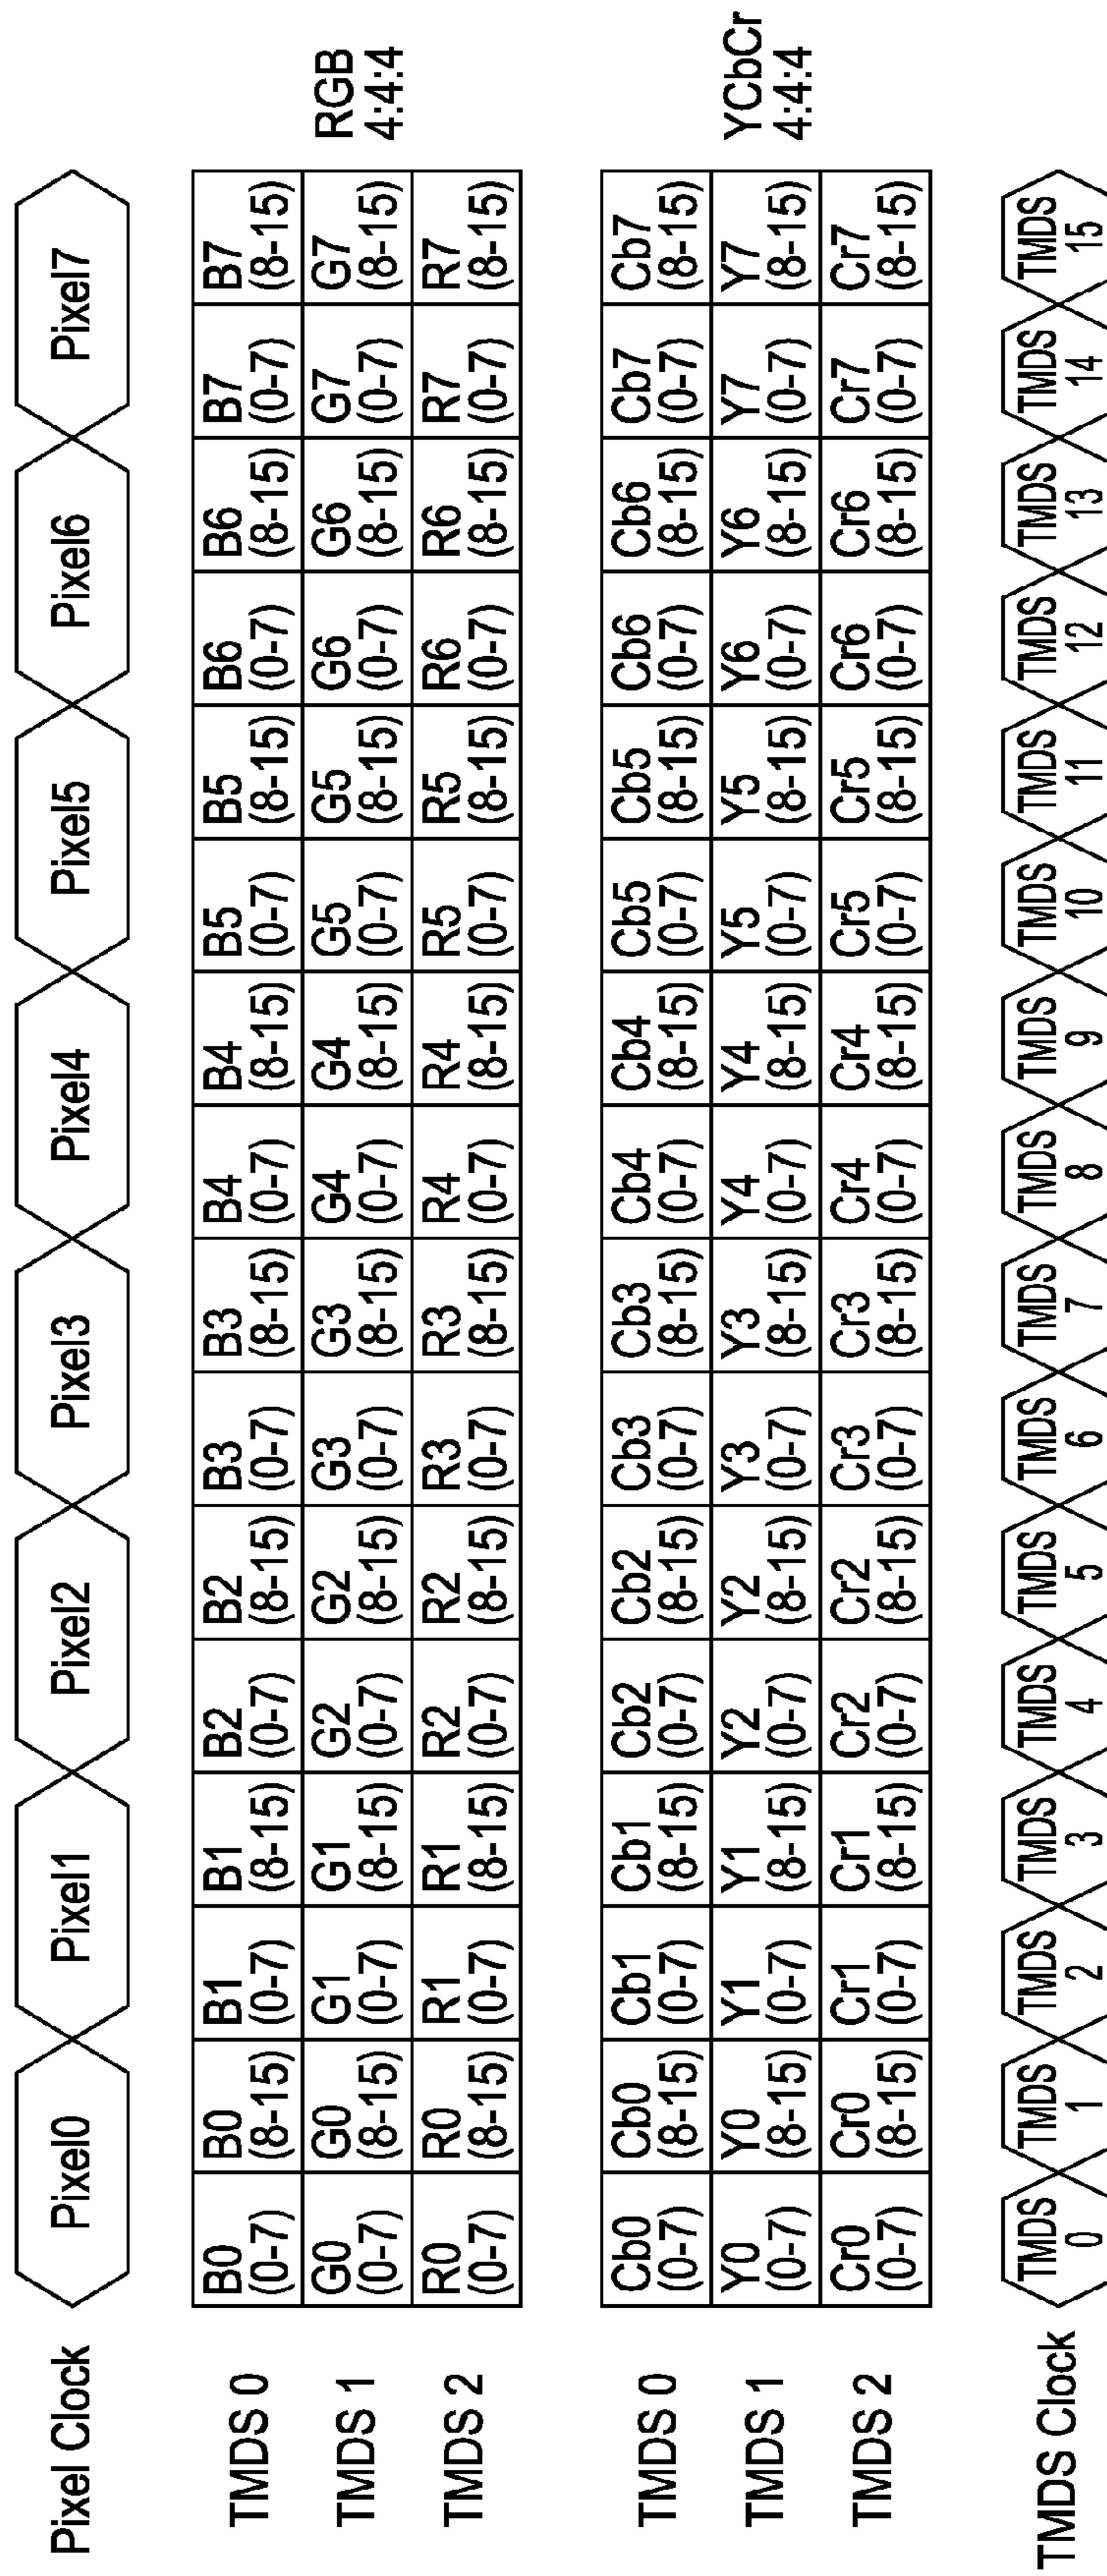 Pixel Clock Pixel0 Pixel1 Pixel2 Pixel3 Pixel4 Pixel5 Pixel6 Pixel7
TMDS 0 B0 B0 B1 B1 B2 B2 B3 B3 B4 B4 B5 B5 B6 B6 B7 B7
(0-7) (8-15) (0-7) (8-15) (0-7) (8-15) (0-7) (8-15) (0-7) (8-15) (0-7) (8-15) (0-7) (8-15) (0-7) (8-15)
TMDS 1 G0 G0 G1 G1 G2 G2 G3 G3 G4 G4 G5 G5 G6 G6 G7 G7 RGB
(0-7) (8-15) (0-7) (8-15) (0-7) (8-15) (0-7) (8-15) (0-7) (8-15) (0-7) (8-15) (0-7) (8-15) (0-7) (8-15) 4:4:4
TMDS 2 R0 R0 R1 R1 R2 R2 R3 R3 R4 R4 R5 R5 R6 R6 R7 R7
(0-7) (8-15) (0-7) (8-15) (0-7) (8-15) (0-7) (8-15) (0-7) (8-15) (0-7) (8-15) (0-7) (8-15) (0-7) (8-15)
TMDS 0 Cb0 Cb0 Cb1 Cb1 Cb2 Cb2 Cb3 Cb3 Cb4 Cb4 Cb5 Cb5 Cb6 Cb6 Cb7 Cb7
(0-7) (8-15) (0-7) (8-15) (0-7) (8-15) (0-7) (8-15) (0-7) (8-15) (0-7) (8-15) (0-7) (8-15) (0-7) (8-15)
TMDS 1 Y0 Y0 Y1 Y1 Y2 Y2 Y3 Y3 Y4 Y4 Y5 Y5 Y6 Y6 Y7 Y7 YCbCr
(0-7) (8-15) (0-7) (8-15) (0-7) (8-15) (0-7) (8-15) (0-7) (8-15) (0-7) (8-15) (0-7) (8-15) (0-7) (8-15) 4:4:4
TMDS 2 Cr0 Cr0 Cr1 Cr1 Cr2 Cr2 Cr3 Cr3 Cr4 Cr4 Cr5 Cr5 Cr6 Cr6 Cr7 Cr7
(0-7) (8-15) (0-7) (8-15) (0-7) (8-15) (0-7) (8-15) (0-7) (8-15) (0-7) (8-15) (0-7) (8-15) (0-7) (8-15)
TMDS Clock TMDS TMDS TMDS TMDS TMDS TMDS TMDS TMDS TMDS TMDS TMDS TMDS TMDS TMDS TMDS TMDS
0 1 2 3 4 5 6 7 8 9 10 11 12 13 14 15